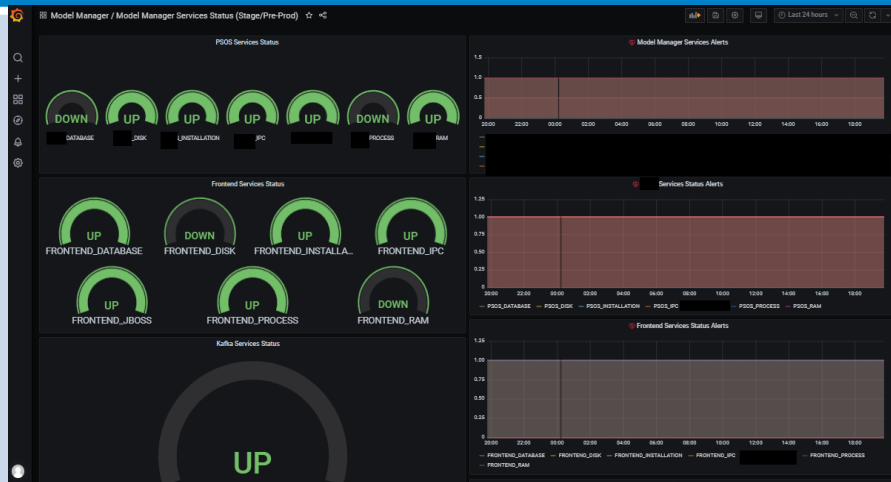 Model Manager / Model Manager Services Status (Stage/Pre-Prod)
Last 24 hours
PSOS Services Status
DOWN
UP
UP
UP
UP
DOWN
UP
DATABASE
_DISK
_INSTALLATION
_IPC
PROCESS
RAM
Frontend Services Status
UP
DOWN
UP
UP
FRONTEND_DATABASE
FRONTEND_DISK
FRONTEND_INSTALLA...
FRONTEND_IPC
UP
UP
DOWN
FRONTEND_JBOSS
FRONTEND_PROCESS
FRONTEND_RAM
Kafka Services Status
UP
Model Manager Services Alerts
1.5
1.0
0.5
0
20:00 22:00 00:00 02:00 04:00 06:00 08:00 10:00 12:00 14:00 16:00 18:00
Services Status Alerts
1.25
1.00
0.75
0.50
0.25
0
20:00 22:00 00:00 02:00 04:00 06:00 08:00 10:00 12:00 14:00 16:00 18:00
PSOS_DATABASE PSOS_DISK PSOS_INSTALLATION PSOS_IPC PSOS_PROCESS PSOS_RAM
Frontend Services Status Alerts
1.25
1.00
0.75
0.50
0.25
0
20:00 22:00 00:00 02:00 04:00 06:00 08:00 10:00 12:00 14:00 16:00 18:00
FRONTEND_DATABASE FRONTEND_DISK FRONTEND_INSTALLATION FRONTEND_IPC FRONTEND_PROCESS
FRONTEND_RAM